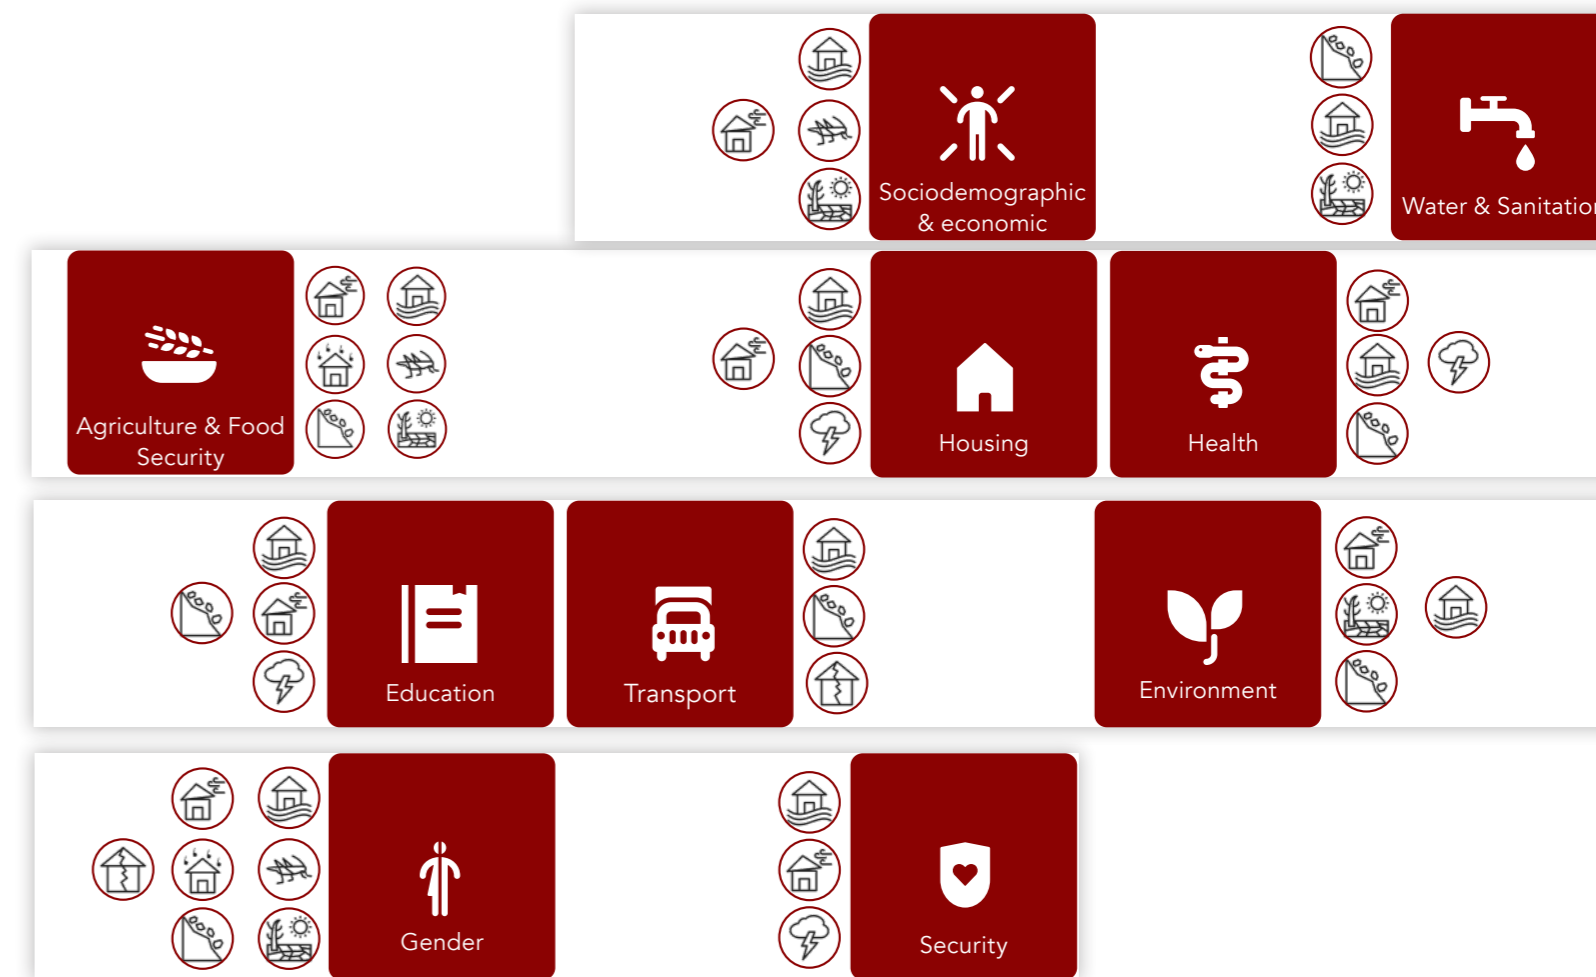 Sociodemographic
& economic
Water & Sanitation
Agriculture & Food
Security
Housing
Health
Education
Transport
Environment
Gender
Security